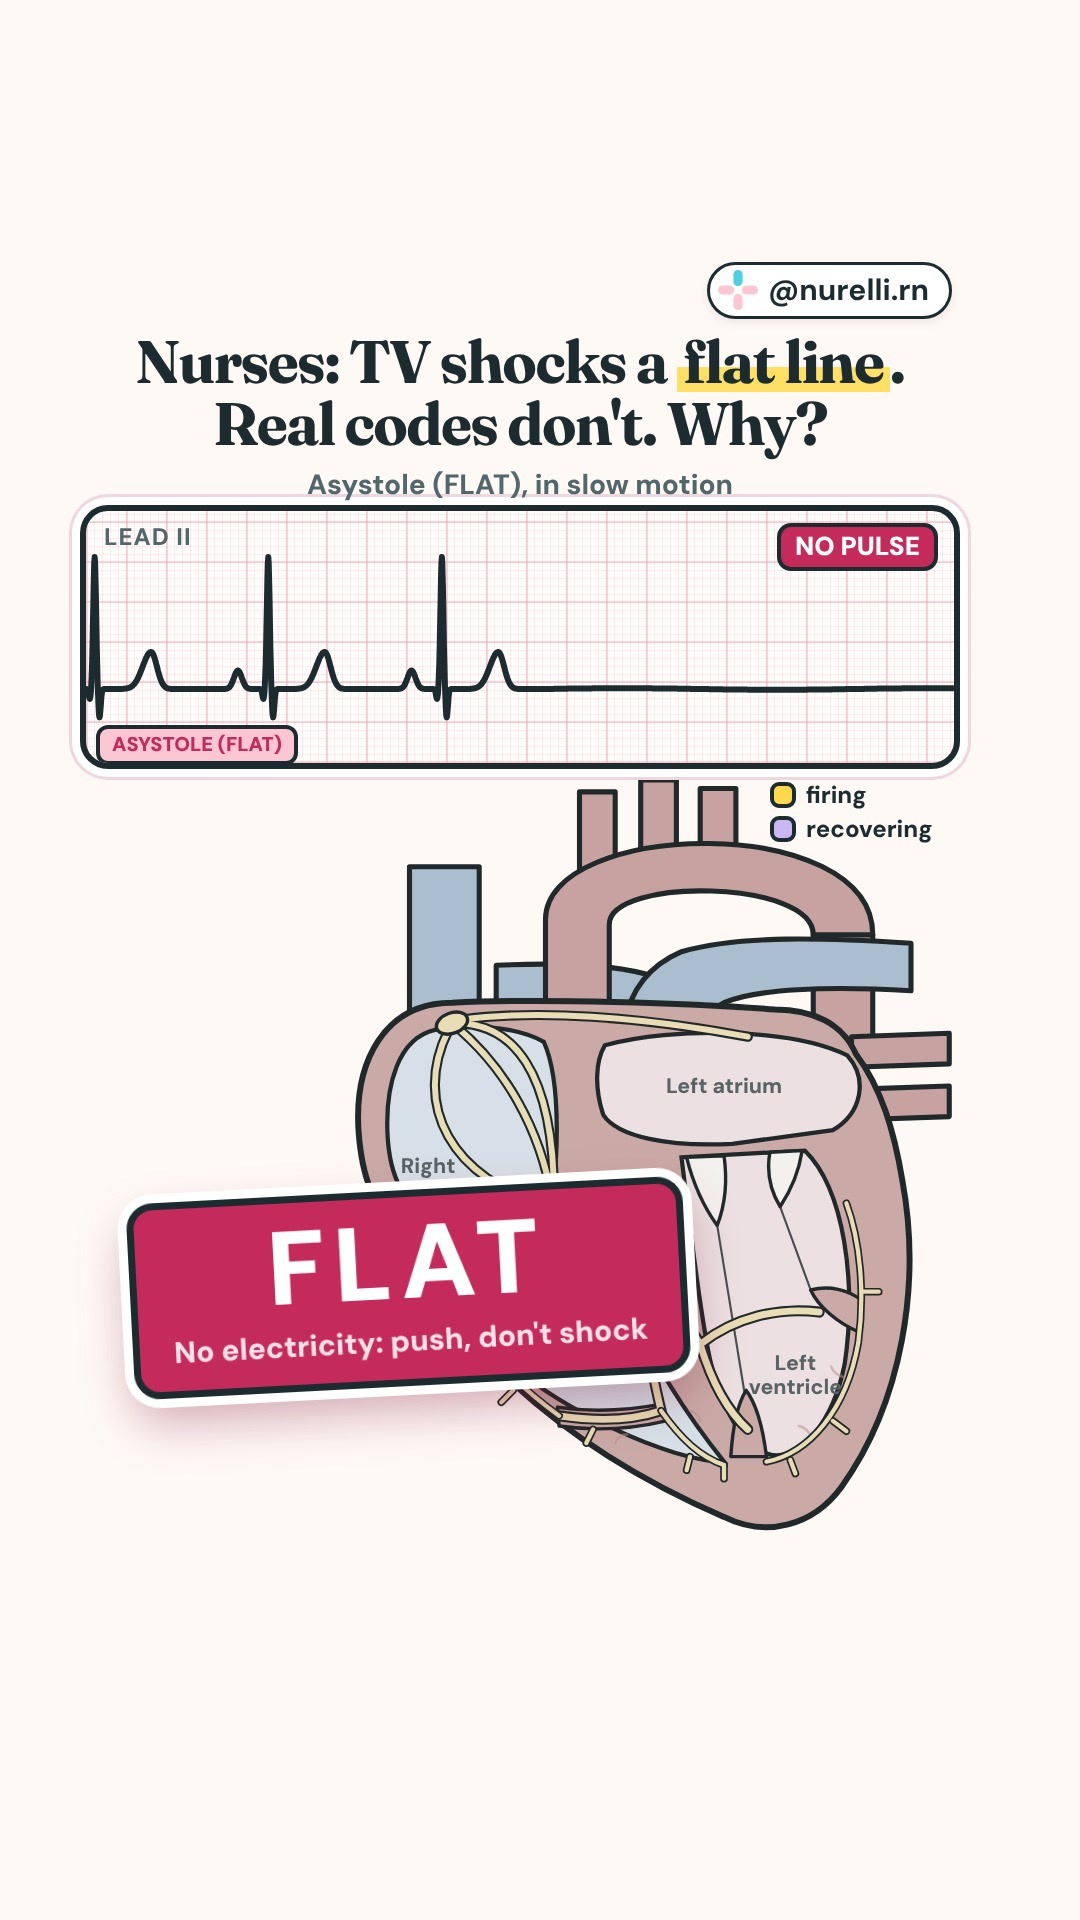 @nurelli.rn
Nurses: TV shocks a flat line.
Real codes don't. Why?
Asystole (FLAT), in slow motion
LEAD II
NO PULSE
ASYSTOLE (FLAT)
firing
recovering
Left atrium
Right
FLAT
No electricity: push, don't shock
Left
ventricle